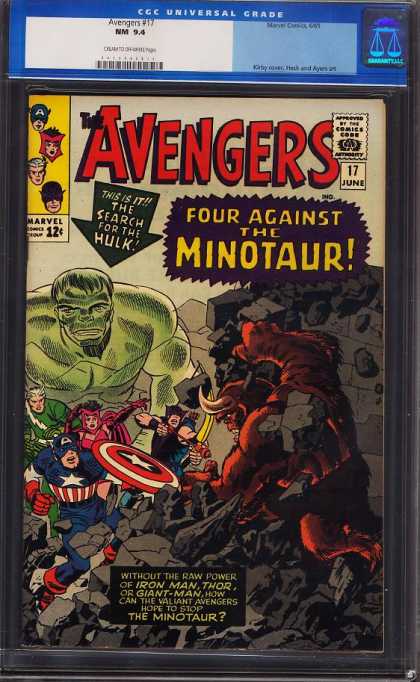 CGC UNIVERSAL GRADE
Avengers #17
NM 9.4
CREAM TO OFF-WHITE Pages
Marvel Comics, 6/65
Kirby cover, Heck and Ayers art
GUARANTY, LLC
The AVENGERS
APPROVED
BY THE
COMICS
CODE
AUTHORITY
17
JUNE
IND.
MARVEL
COMICS
GROUP
12¢
THIS IS IT!!
THE
SEARCH
FOR THE
HULK!
FOUR AGAINST
THE
MINOTAUR!
WITHOUT THE RAW POWER
OF IRON MAN, THOR,
OR GIANT-MAN, HOW
CAN THE VALIANT AVENGERS
HOPE TO STOP
THE MINOTAUR?